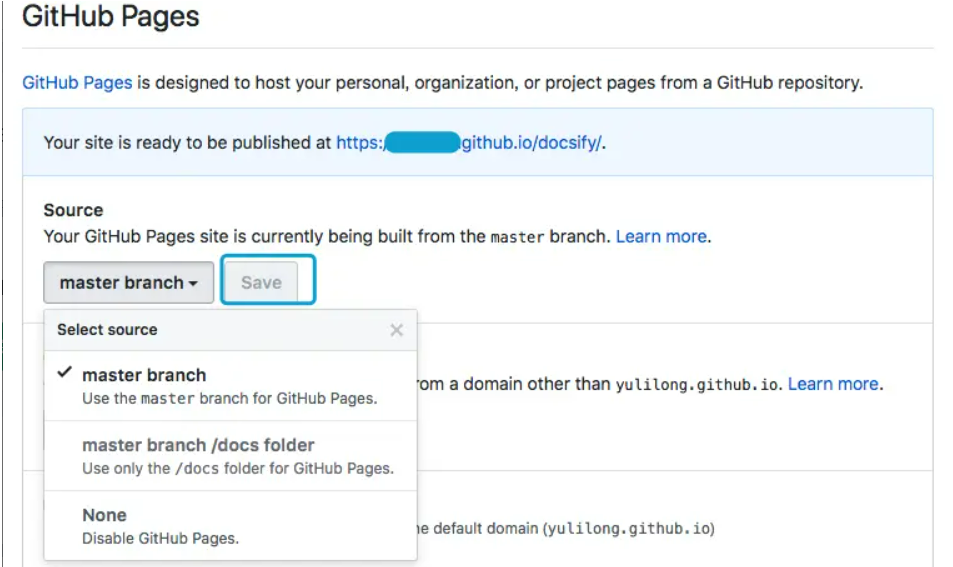 GitHub Pages
GitHub Pages is designed to host your personal, organization, or project pages from a GitHub repository.
Your site is ready to be published at https:/ github.io/docsify/.
Source
Your GitHub Pages site is currently being built from the master branch. Learn more.
master branch Save
Select source
master branch
Use the master branch for GitHub Pages.
from a domain other than yulilong.github.io. Learn more.
master branch /docs folder
Use only the /docs folder for GitHub Pages.
None
Disable GitHub Pages.
default domain (yulilong.github.io)